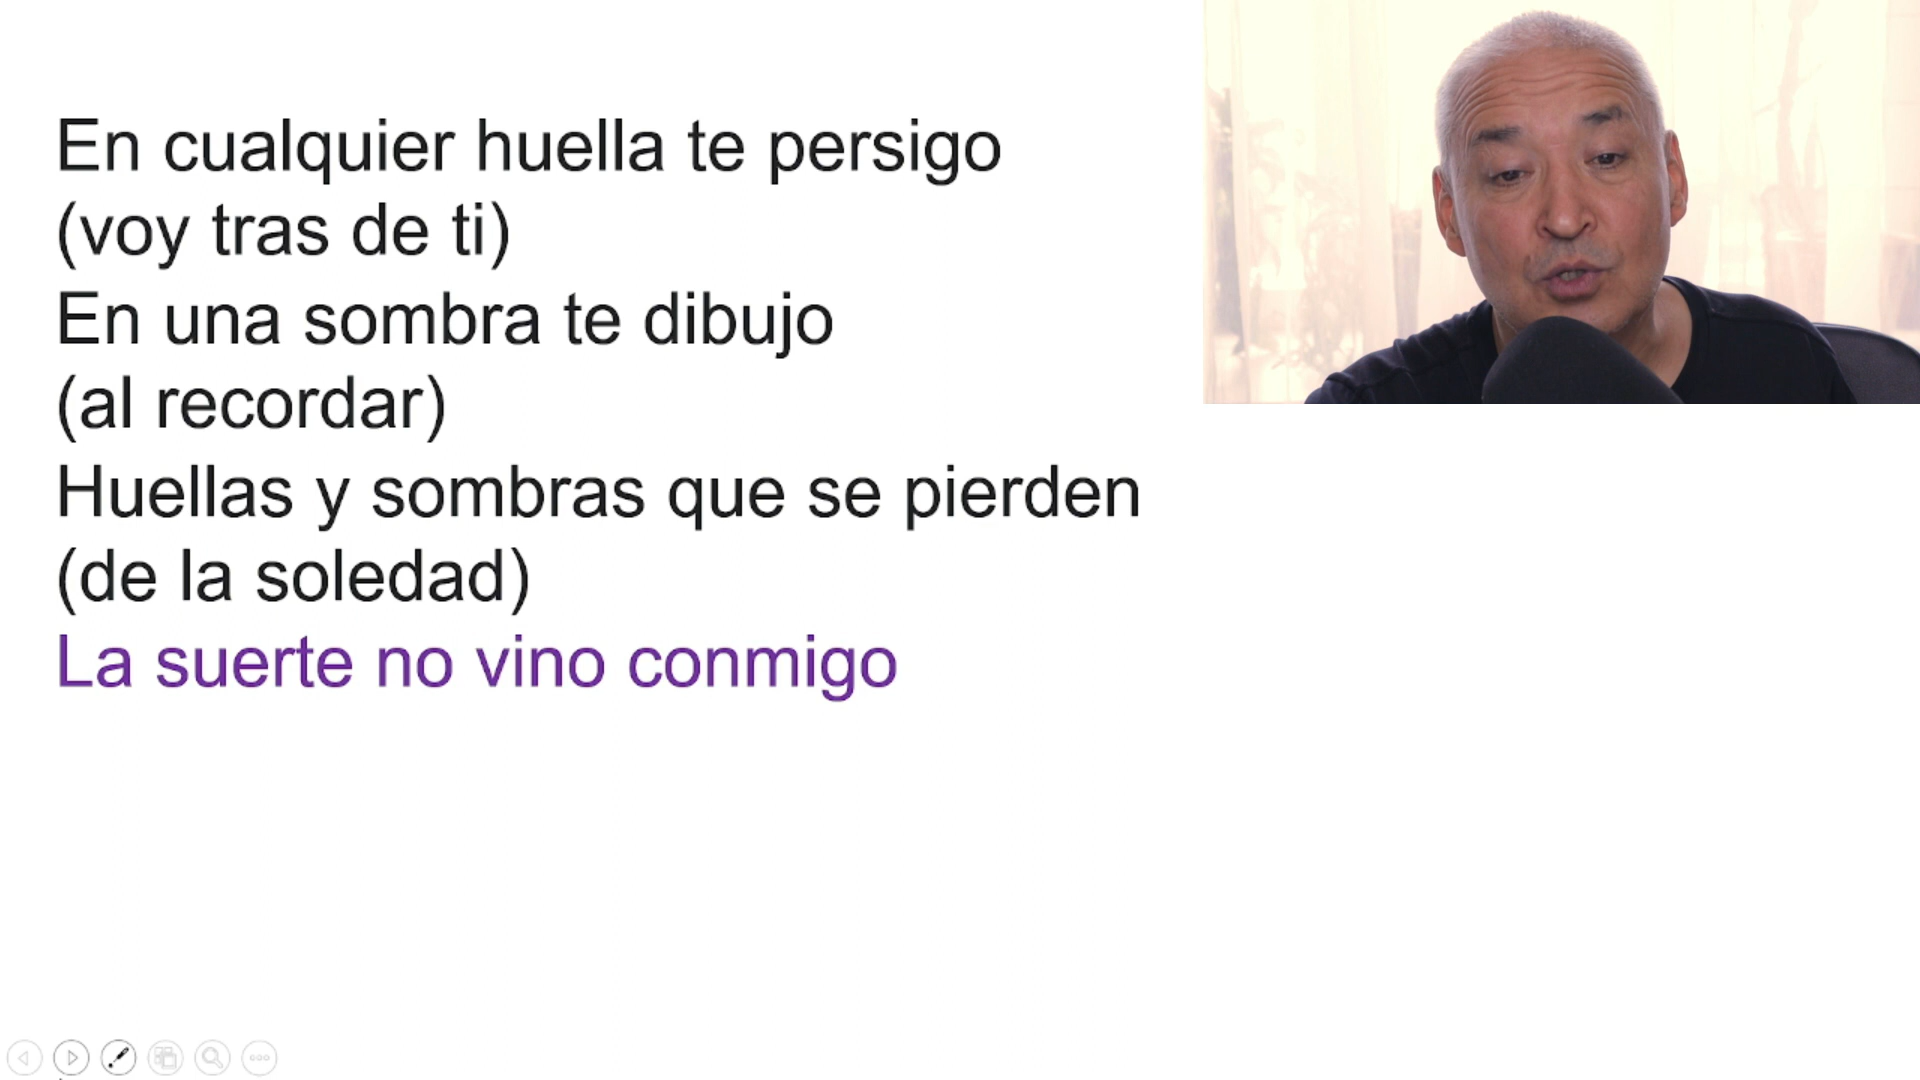 En cualquier huella te persigo
(voy tras de ti)
En una sombra te dibujo
(al recordar)
Huellas y sombras que se pierden
(de la soledad)
La suerte no vino conmigo